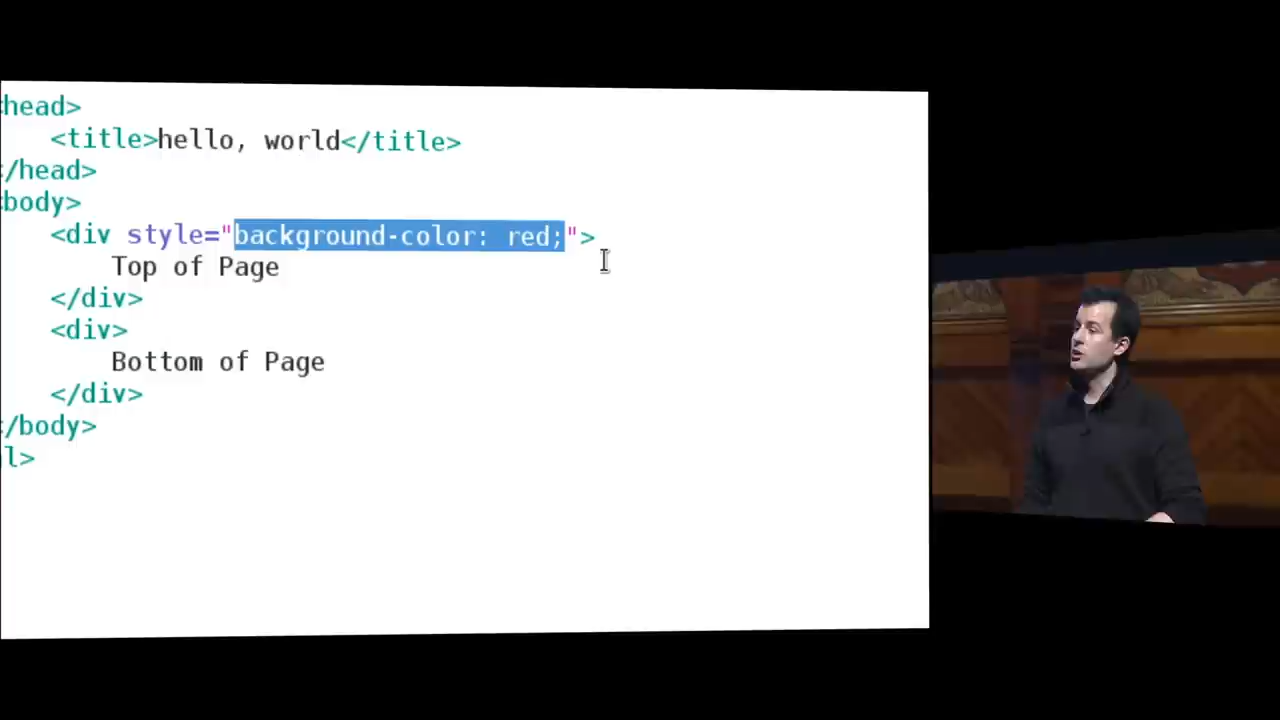 head>
<title>hello, world</title>
</head>
<body>
<div style="background-color: red;">
Top of Page
</div>
<div>
Bottom of Page
</div>
/body>
l>